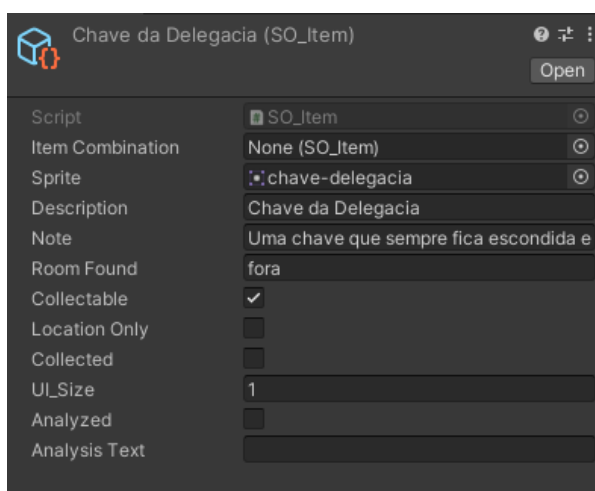 Chave da Delegacia (SO_Item)
Open
Script SO_Item
Item Combination None (SO_Item)
Sprite chave-delegacia
Description Chave da Delegacia
Note Uma chave que sempre fica escondida e
Room Found fora
Collectable
Location Only
Collected
UI_Size 1
Analyzed
Analysis Text